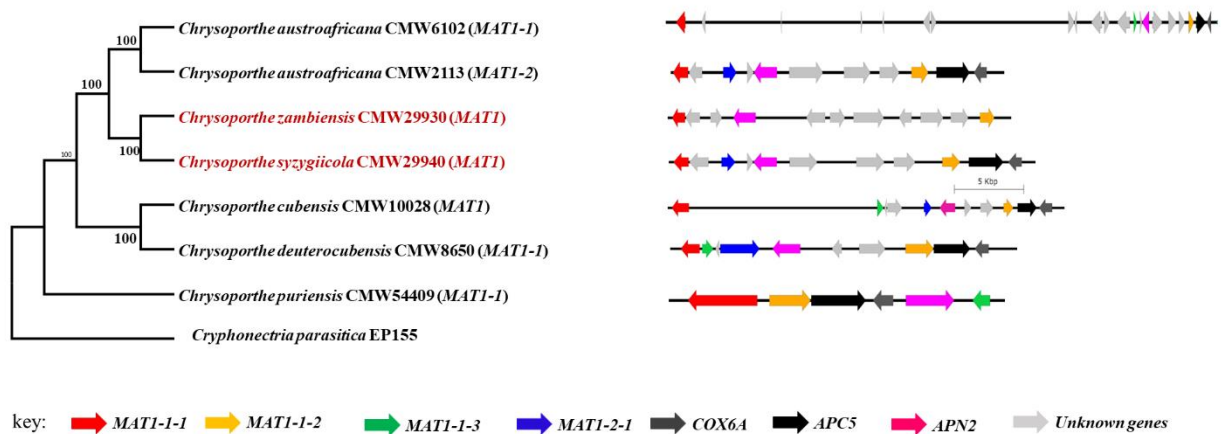 100
Chrysoporthe austroafricana CMW6102 (MAT1-1)
100
Chrysoporthe austroafricana CMW2113 (MAT1-2)
Chrysoporthe zambiensis CMW29930 (MAT1)
100
100
Chrysoporthe syzygiicola CMW29940 (MAT1)
5 Kbp
Chrysoporthe cubensis CMW10028 (MAT1)
100
Chrysoporthe deuterocubensis CMW8650 (MAT1-1)
Chrysoporthe puriensis CMW54409 (MAT1-1)
Cryphonectria parasitica EP155
key: MAT1-1-1 MAT1-1-2 MAT1-1-3 MAT1-2-1 COX6A APC5 APN2 Unknown genes